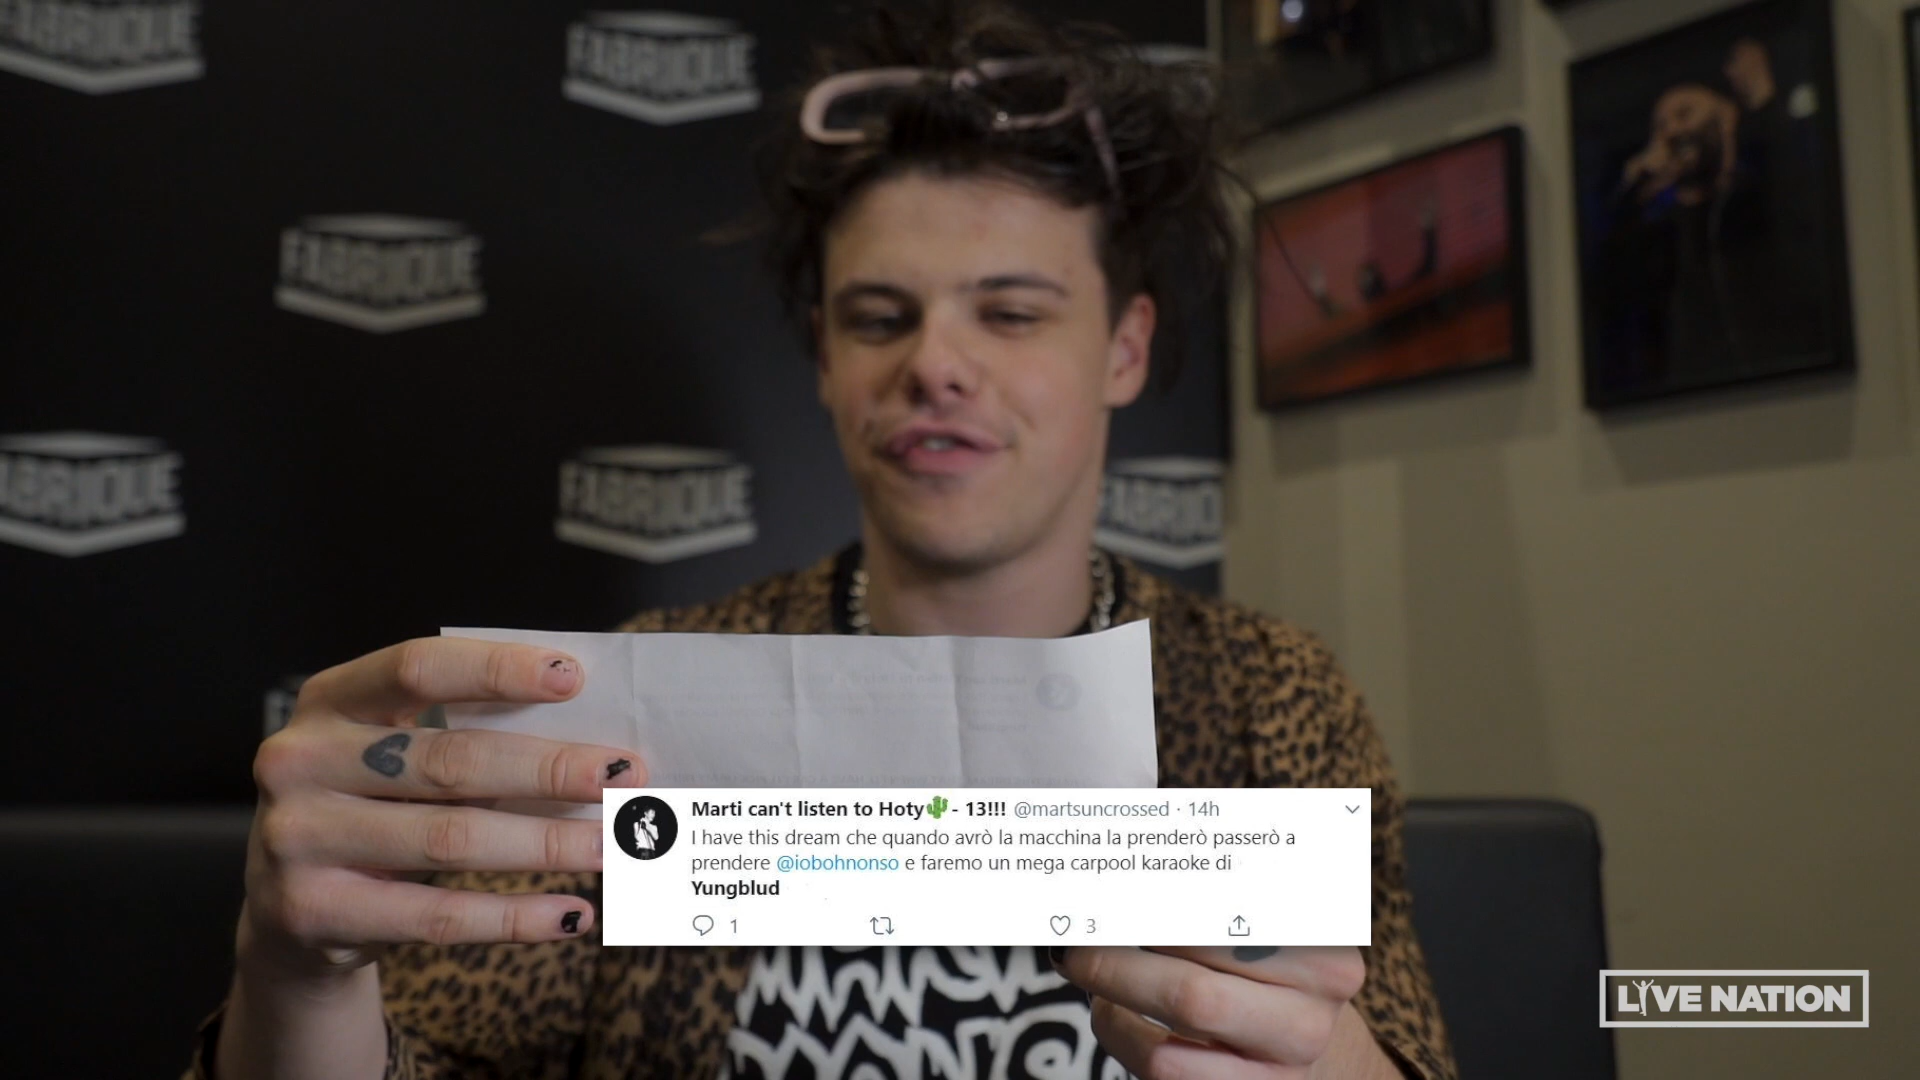 FABRIQUE
FABRIQUE
FABRIQUE
FABRIQUE
FABRIQUE
FABRIQUE
Marti can't listen to Hoty🌵- 13!!! @martsuncrossed · 14h
I have this dream che quando avrò la macchina la prenderò passerò a
prendere @iobohnonso e faremo un mega carpool karaoke di
Yungblud
1 3
LIVE NATION